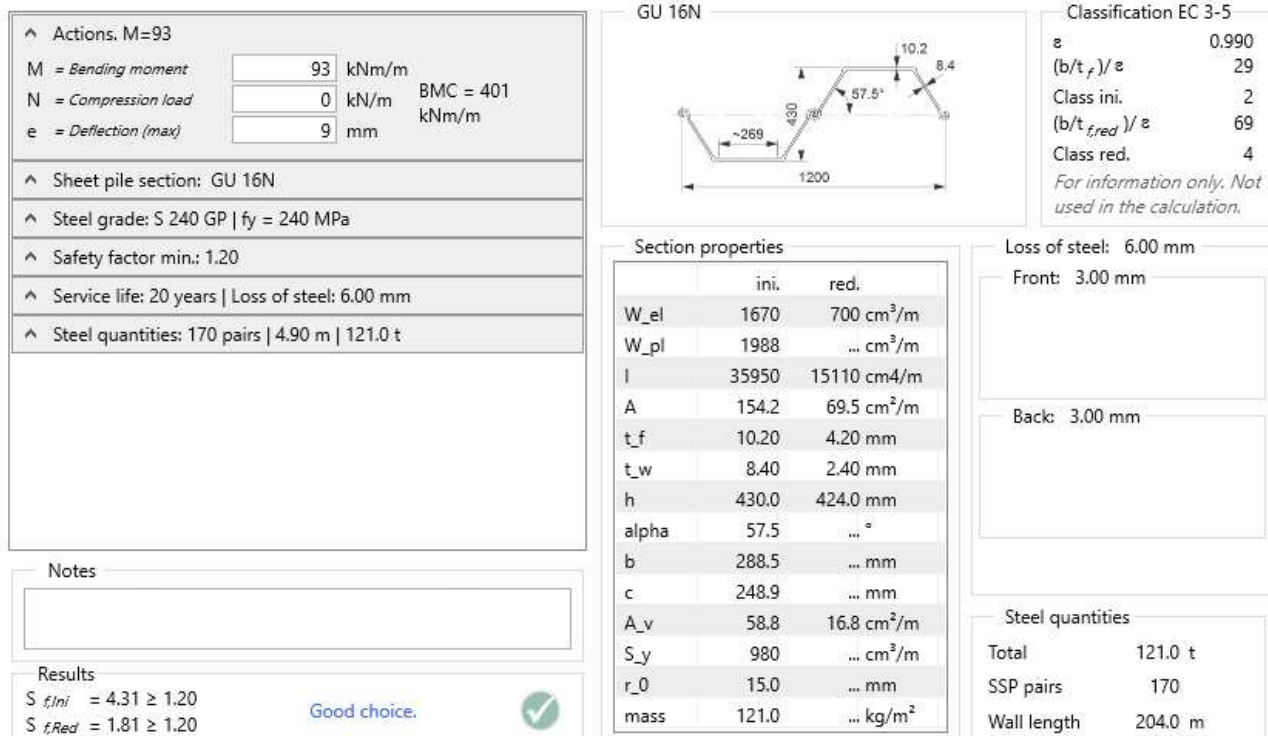 ^ Actions. M=93
M = Bending moment 93 kNm/m
N = Compression load 0 kN/m
BMC = 401 kNm/m
e = Deflection (max) 9 mm
^ Sheet pile section: GU 16N
^ Steel grade: S 240 GP | fy = 240 MPa
^ Safety factor min.: 1.20
^ Service life: 20 years | Loss of steel: 6.00 mm
^ Steel quantities: 170 pairs | 4.90 m | 121.0 t
Notes
Results
S f,Ini = 4.31 ≥ 1.20
S f,Red = 1.81 ≥ 1.20
Good choice.
GU 16N
10.2
8.4
57.5°
430
~269
1200
Classification EC 3-5
ε 0.990
(b/t f)/ ε 29
Class ini. 2
(b/t f,red )/ ε 69
Class red. 4
For information only. Not
used in the calculation.
Section properties
ini. red.
W_el 1670 700 cm³/m
W_pl 1988 ... cm³/m
I 35950 15110 cm4/m
A 154.2 69.5 cm²/m
t_f 10.20 4.20 mm
t_w 8.40 2.40 mm
h 430.0 424.0 mm
alpha 57.5 ... °
b 288.5 ... mm
c 248.9 ... mm
A_v 58.8 16.8 cm²/m
S_y 980 ... cm³/m
r_0 15.0 ... mm
mass 121.0 ... kg/m²
Loss of steel: 6.00 mm
Front: 3.00 mm
Back: 3.00 mm
Steel quantities
Total 121.0 t
SSP pairs 170
Wall length 204.0 m